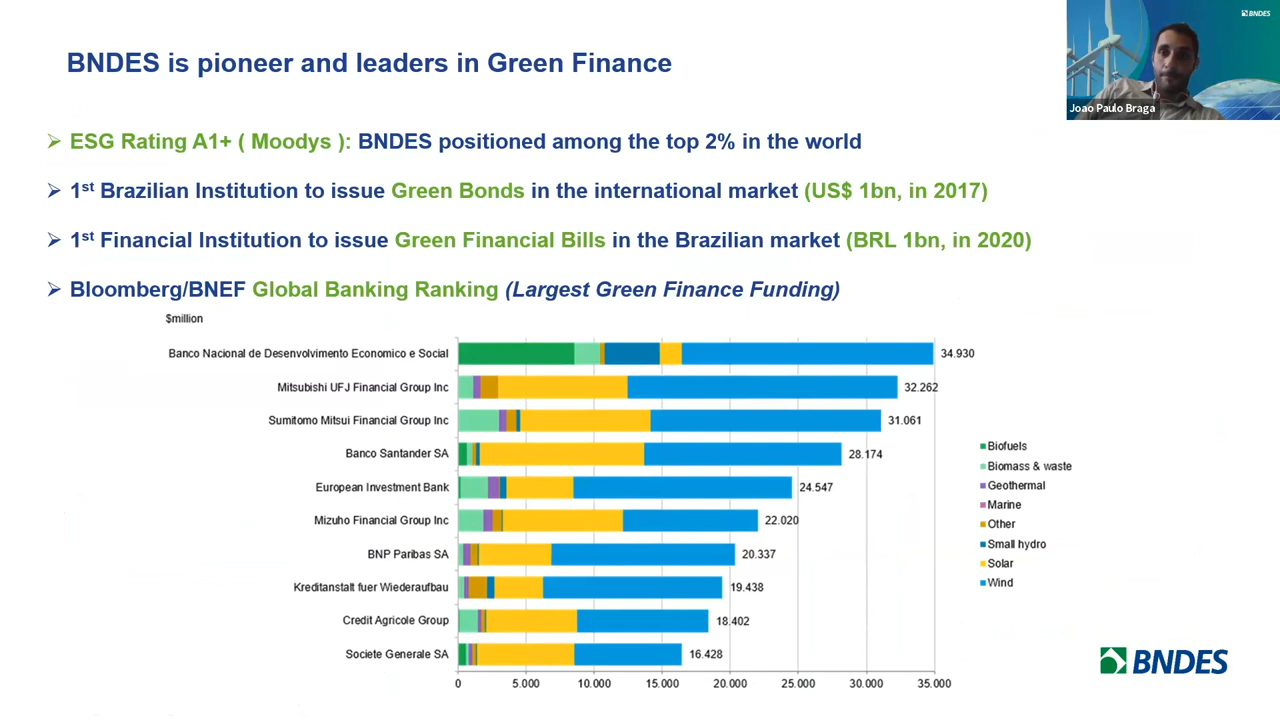 BNDES
BNDES is pioneer and leaders in Green Finance
Joao Paulo Braga
➢ ESG Rating A1+ ( Moodys ): BNDES positioned among the top 2% in the world
➢ 1st Brazilian Institution to issue Green Bonds in the international market (US$ 1bn, in 2017)
➢ 1st Financial Institution to issue Green Financial Bills in the Brazilian market (BRL 1bn, in 2020)
➢ Bloomberg/BNEF Global Banking Ranking (Largest Green Finance Funding)
$million
Banco Nacional de Desenvolvimento Economico e Social 34.930
Mitsubishi UFJ Financial Group Inc 32.262
Sumitomo Mitsui Financial Group Inc 31.061
Banco Santander SA 28.174
European Investment Bank 24.547
Mizuho Financial Group Inc 22.020
BNP Paribas SA 20.337
Kreditanstalt fuer Wiederaufbau 19.438
Credit Agricole Group 18.402
Societe Generale SA 16.428
0 5.000 10.000 15.000 20.000 25.000 30.000 35.000
Biofuels
Biomass & waste
Geothermal
Marine
Other
Small hydro
Solar
Wind
BNDES